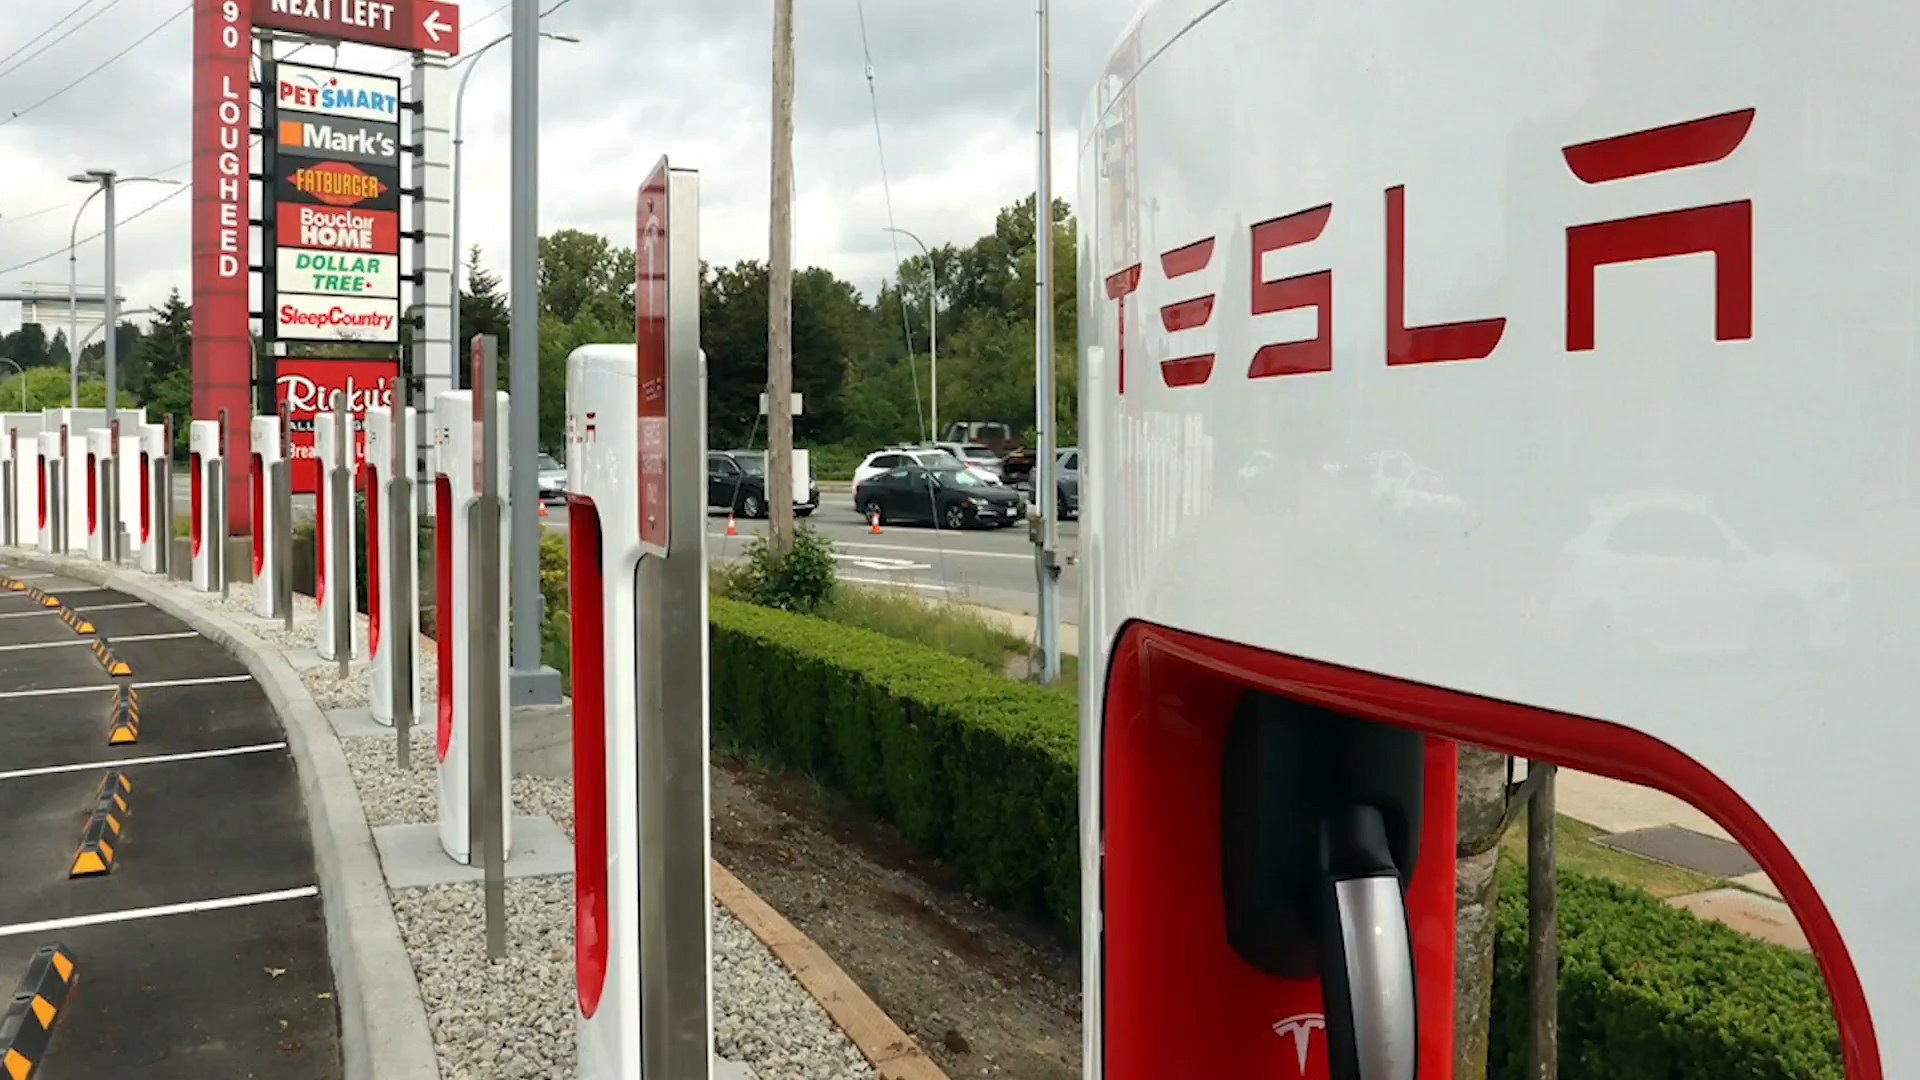 NEXT LEFT
90 LOUGHEED
PETSMART
Mark's
FATBURGER
Bouclair
HOME
DOLLAR
TREE
SleepCountry
Ricky's
TESLA